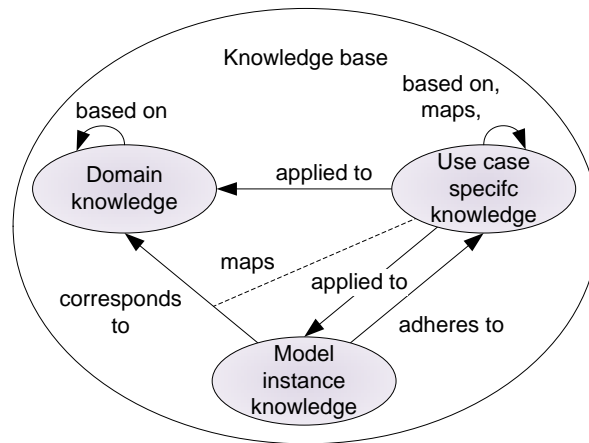 Knowledge base
based on
based on,
maps,
Domain
knowledge
applied to
Use case
specifc
knowledge
maps
applied to
corresponds
to
adheres to
Model
instance
knowledge